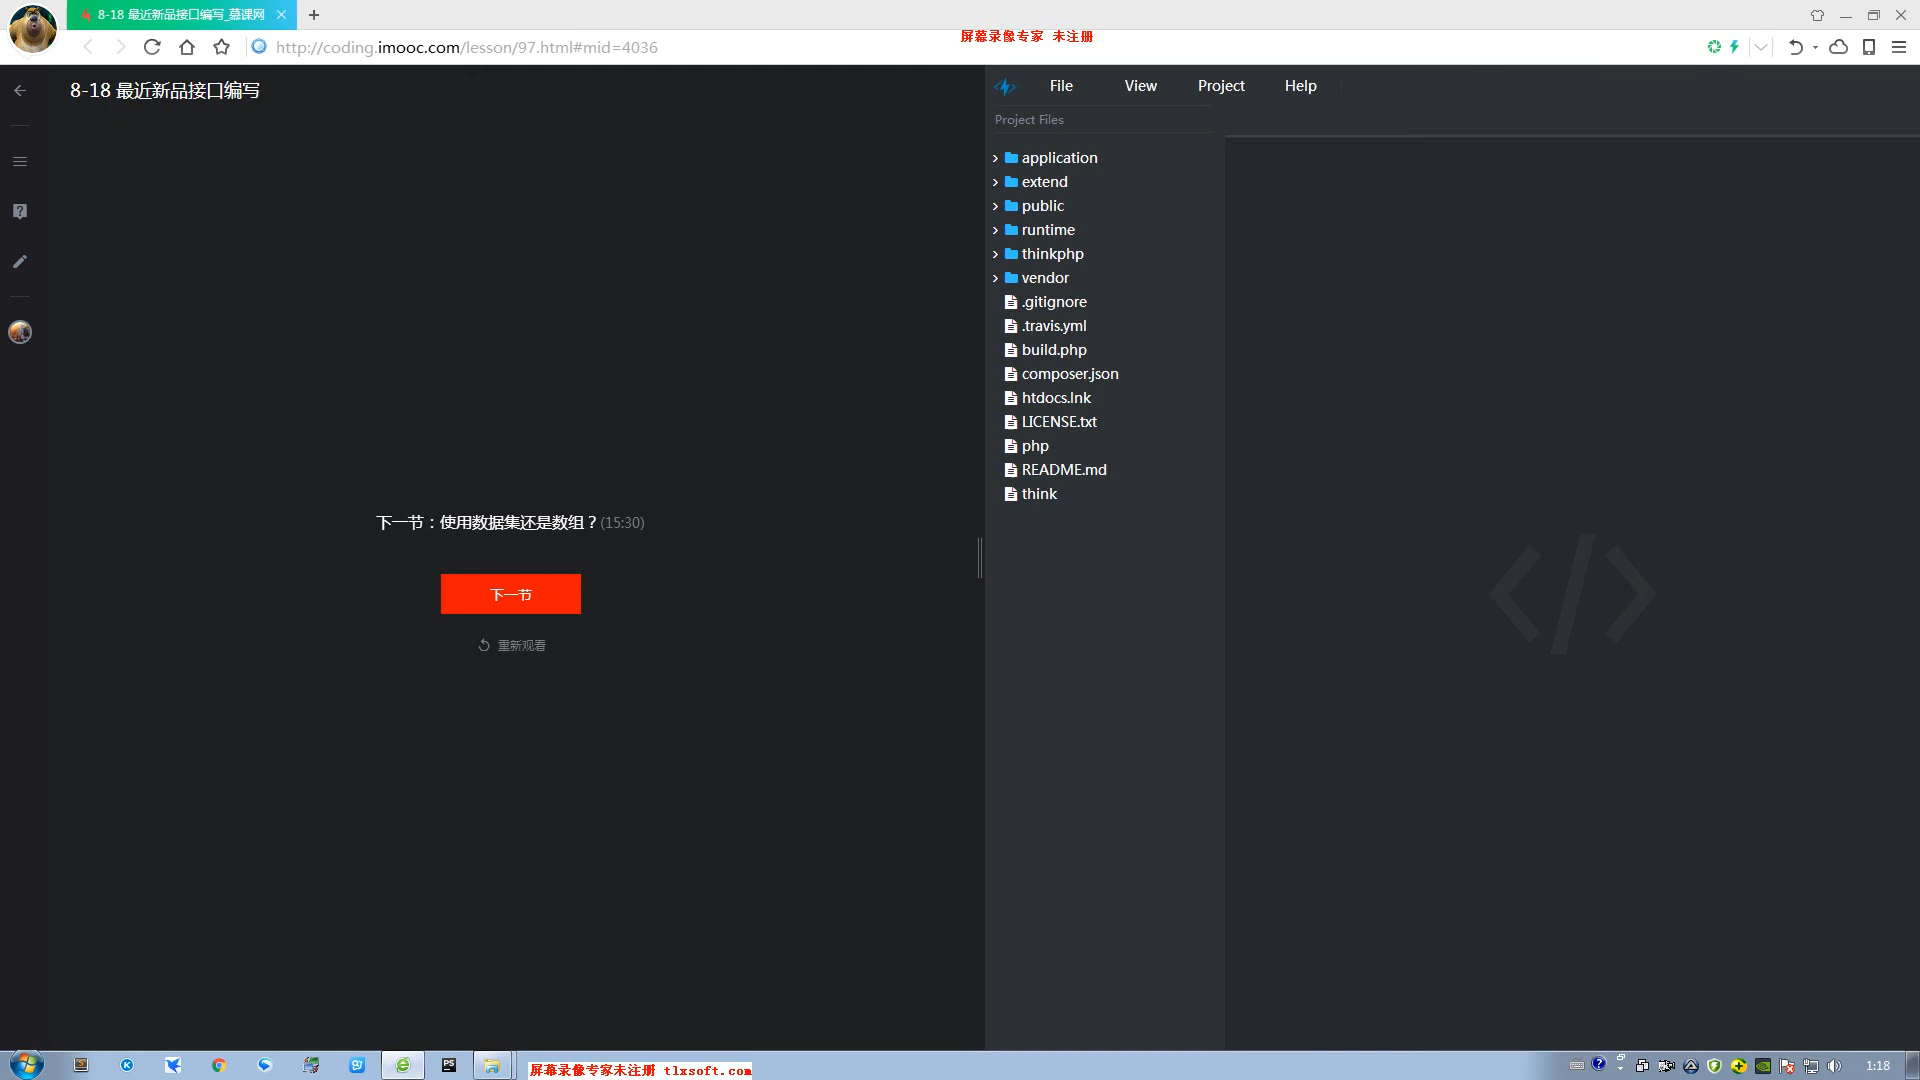 8-18 最近新品接口编写_慕课网
屏幕录像专家 未注册
http://coding.imooc.com/lesson/97.html#mid=4036
8-18 最近新品接口编写
File View Project Help
Project Files
application
extend
public
runtime
thinkphp
vendor
.gitignore
.travis.yml
build.php
composer.json
htdocs.lnk
LICENSE.txt
php
README.md
think
下一节：使用数据集还是数组？(15:30)
下一节
重新观看
屏幕录像专家未注册 tlxsoft.com
1:18